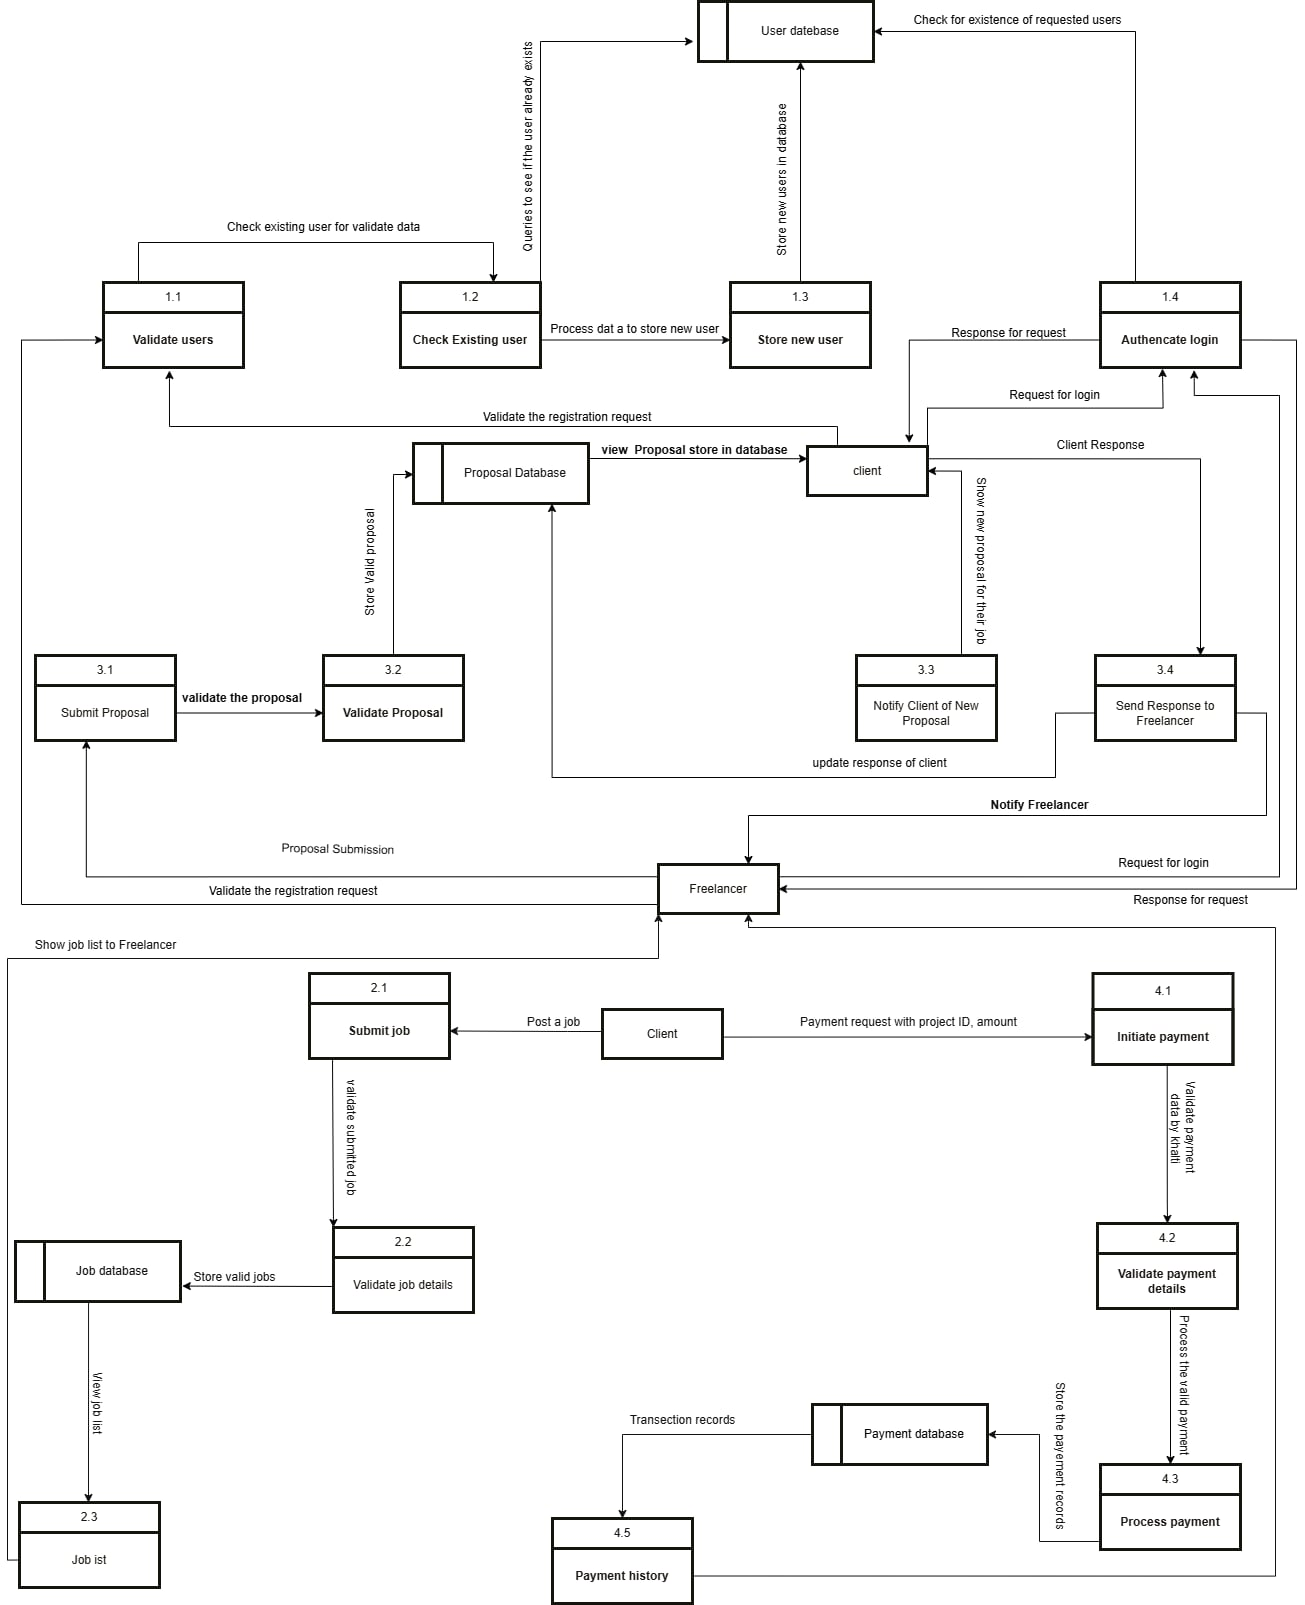 User datebase
Check for existence of requested users
Queries to see if the user already exists
Store new users in database
Check existing user for validate data
1.1
Validate users
1.2
Check Existing user
Process dat a to store new user
1.3
Store new user
1.4
Authencate login
Response for request
Request for login
Validate the registration request
Client Response
Proposal Database
view  Proposal store in database
client
Store Valid proposal
Show new proposal for their job
3.1
Submit Proposal
validate the proposal
3.2
Validate Proposal
3.3
Notify Client of New
Proposal
3.4
Send Response to
Freelancer
update response of client
Notify Freelancer
Proposal Submission
Request for login
Validate the registration request
Freelancer
Response for request
Show job list to Freelancer
2.1
Submit job
Post a job
Client
Payment request with project ID, amount
4.1
Initiate payment
validate submitted job
Validate payment
data by khalti
2.2
Validate job details
Store valid jobs
Job database
4.2
Validate payment
details
View job list
Process the valid payment
Store the payement records
Transection records
Payment database
4.3
Process payment
2.3
Job ist
4.5
Payment history